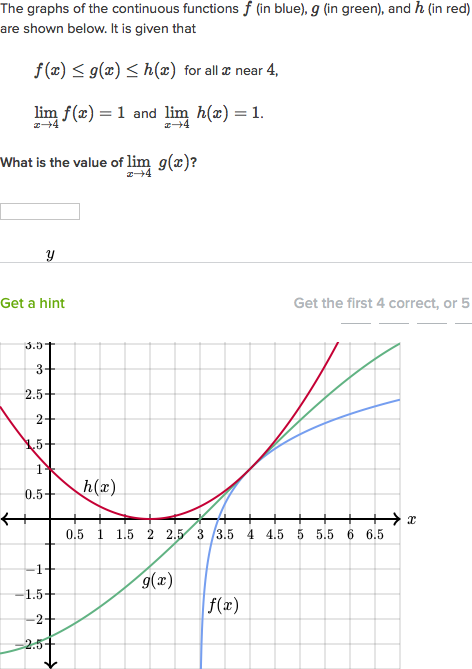 The graphs of the continuous functions f (in blue), g (in green), and h (in red)
are shown below. It is given that
f(x) ≤ g(x) ≤ h(x) for all x near 4,
lim x→4 f(x) = 1 and lim x→4 h(x) = 1.
What is the value of lim x→4 g(x)?
y
Get a hint
Get the first 4 correct, or 5
3.5
3
2.5
2
1.5
1
h(x)
0.5
x
0.5 1 1.5 2 2.5 3 3.5 4 4.5 5 5.5 6 6.5
-1
g(x)
-1.5
f(x)
-2
-2.5